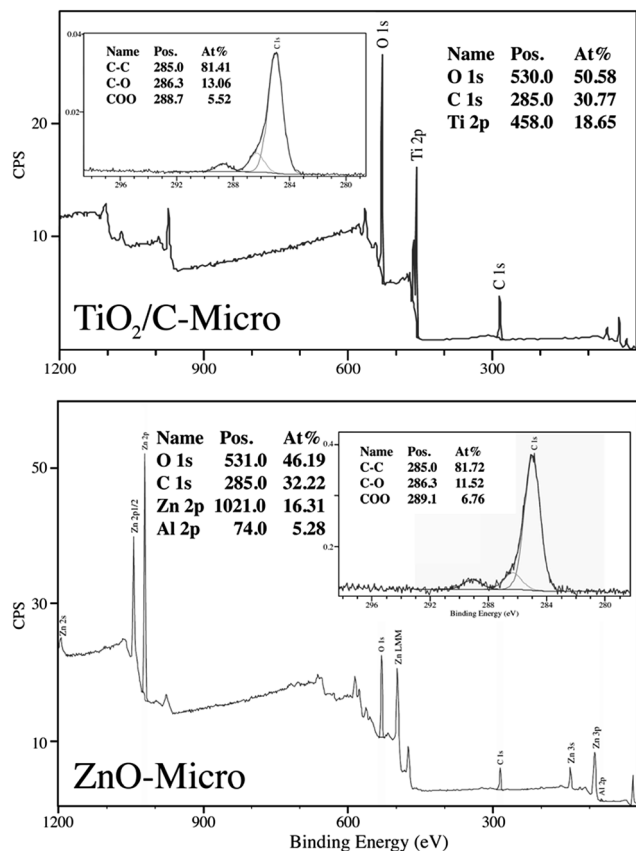 0.04
0.02
Name Pos. At%
C-C 285.0 81.41
C-O 286.3 13.06
COO 288.7 5.52
C 1s
296 292 288 284 280
O 1s
Ti 2p
C 1s
Name Pos. At%
O 1s 530.0 50.58
C 1s 285.0 30.77
Ti 2p 458.0 18.65
20
10
CPS
TiO2/C-Micro
1200 900 600 300
50
30
10
CPS
Zn 2s
Zn 2p1/2
Zn 2p
Name Pos. At%
O 1s 531.0 46.19
C 1s 285.0 32.22
Zn 2p 1021.0 16.31
Al 2p 74.0 5.28
0.4
0.2
Name Pos. At%
C-C 285.0 81.72
C-O 286.3 11.52
COO 289.1 6.76
C 1s
296 292 288 284 280
Binding Energy (eV)
O 1s
Zn LMM
C 1s
Zn 3s
Zn 3p
Al 2p
ZnO-Micro
1200 900 600 300
Binding Energy (eV)